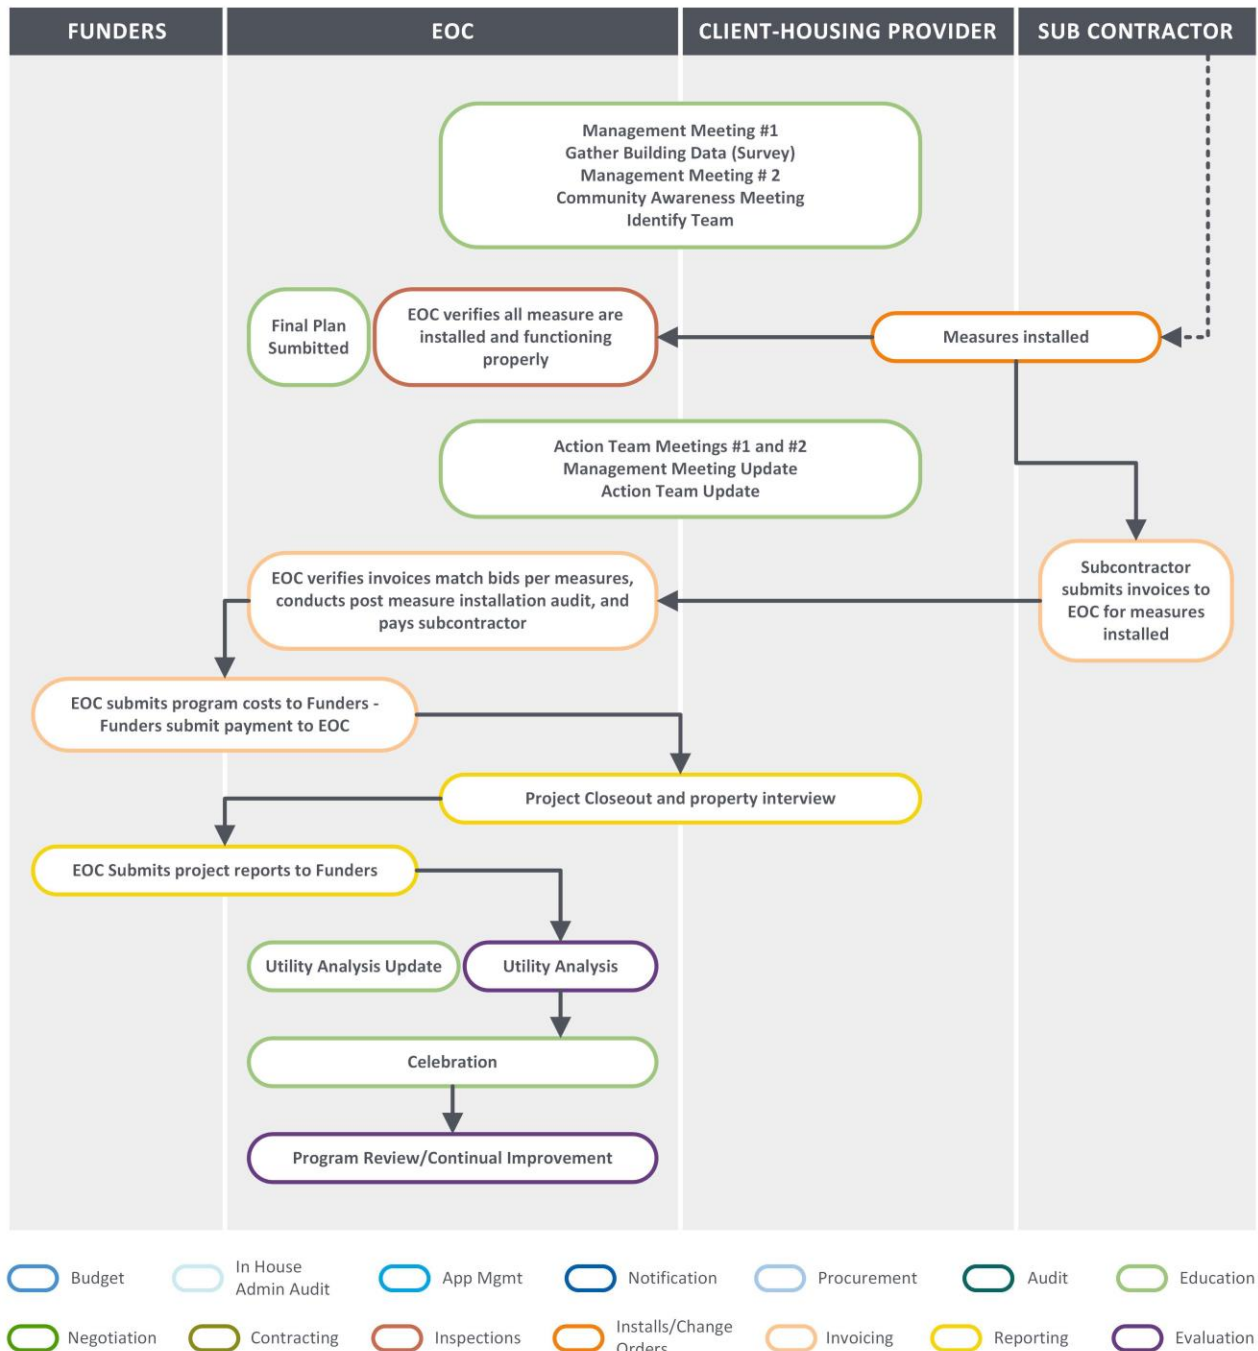 FUNDERS
EOC
CLIENT-HOUSING PROVIDER
SUB CONTRACTOR
Management Meeting #1
Gather Building Data (Survey)
Management Meeting # 2
Community Awareness Meeting
Identify Team
Final Plan
Sumbitted
EOC verifies all measure are
installed and functioning
properly
Measures installed
Action Team Meetings #1 and #2
Management Meeting Update
Action Team Update
EOC verifies invoices match bids per measures,
conducts post measure installation audit, and
pays subcontractor
Subcontractor
submits invoices to
EOC for measures
installed
EOC submits program costs to Funders -
Funders submit payment to EOC
Project Closeout and property interview
EOC Submits project reports to Funders
Utility Analysis Update
Utility Analysis
Celebration
Program Review/Continual Improvement
Budget
In House
Admin Audit
App Mgmt
Notification
Procurement
Audit
Education
Negotiation
Contracting
Inspections
Installs/Change
Orders
Invoicing
Reporting
Evaluation